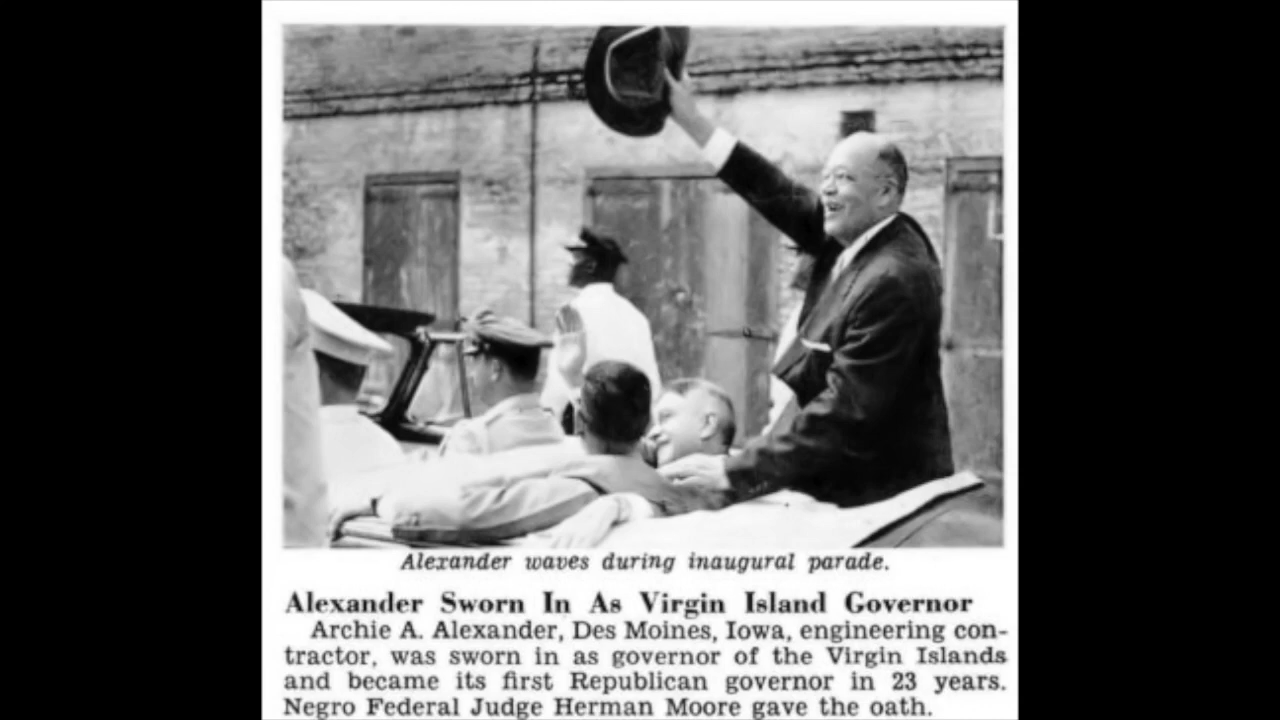 Alexander waves during inaugural parade.
Alexander Sworn In As Virgin Island Governor
Archie A. Alexander, Des Moines, Iowa, engineering con-
tractor, was sworn in as governor of the Virgin Islands
and became its first Republican governor in 23 years.
Negro Federal Judge Herman Moore gave the oath.